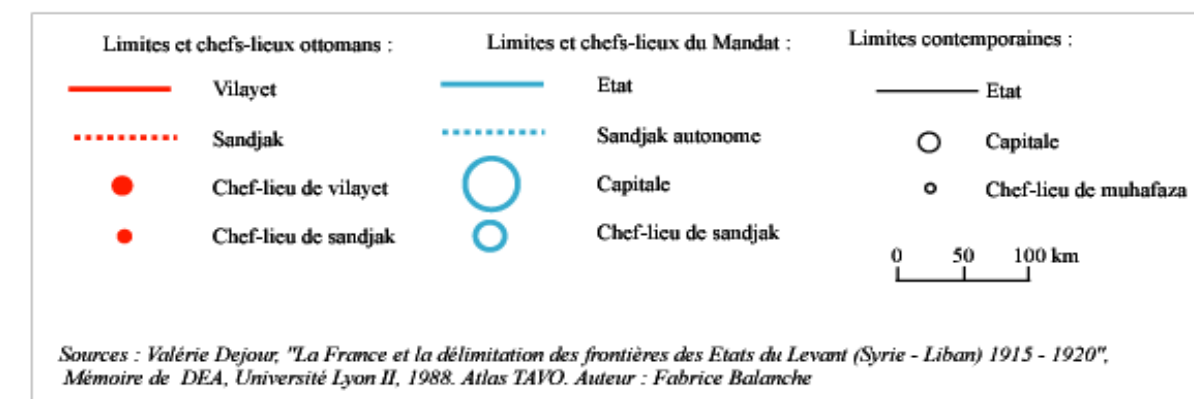 Limites et chefs-lieux ottomans :
Vilayet
Sandjak
Chef-lieu de vilayet
Chef-lieu de sandjak
Limites et chefs-lieux du Mandat :
Etat
Sandjak autonome
Capitale
Chef-lieu de sandjak
Limites contemporaines :
Etat
Capitale
Chef-lieu de muhafaza
0 50 100 km
Sources : Valérie Dejour, "La France et la délimitation des frontières des Etats du Levant (Syrie - Liban) 1915 - 1920",
Mémoire de DEA, Université Lyon II, 1988. Atlas TAVO. Auteur : Fabrice Balanche